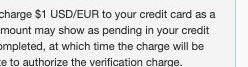 charge $1 USD/EUR to your credit card as a
mount may show as pending in your credit
ompleted, at which time the charge will be
e to authorize the verification charge.